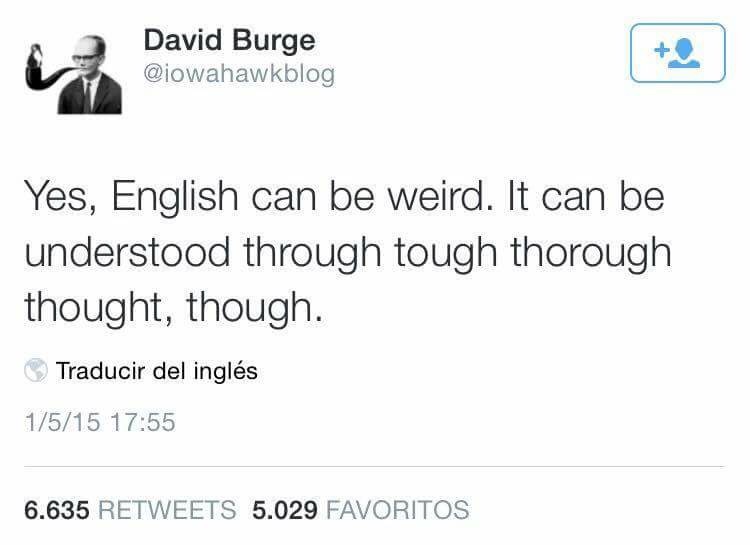 David Burge
@iowahawkblog
Yes, English can be weird. It can be
understood through tough thorough
thought, though.
Traducir del inglés
1/5/15 17:55
6.635 RETWEETS 5.029 FAVORITOS